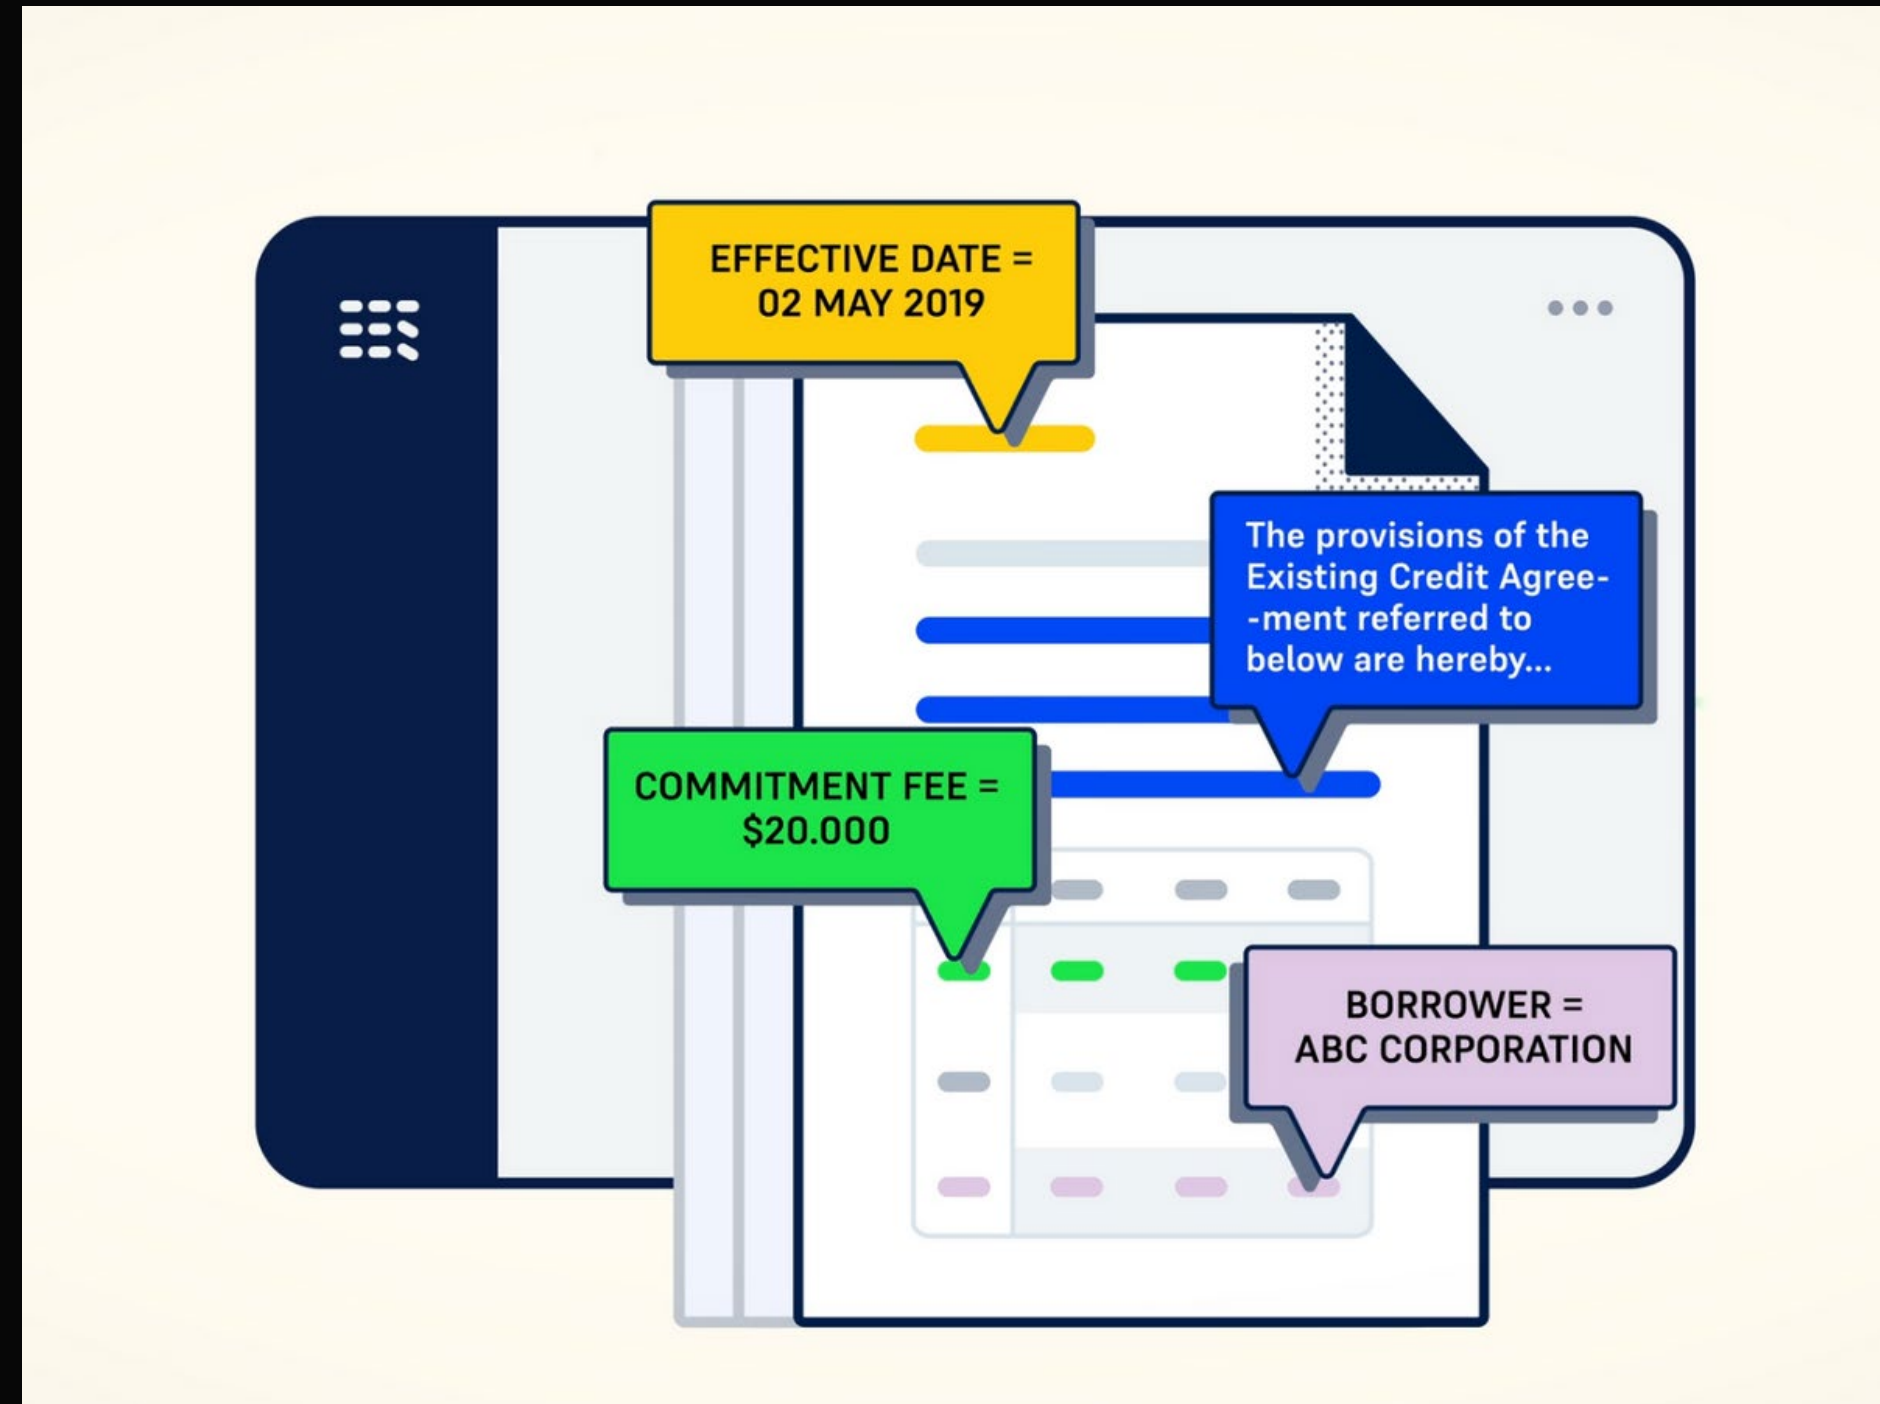 EFFECTIVE DATE =
02 MAY 2019
The provisions of the
Existing Credit Agree-
-ment referred to
below are hereby...
COMMITMENT FEE =
$20.000
BORROWER =
ABC CORPORATION